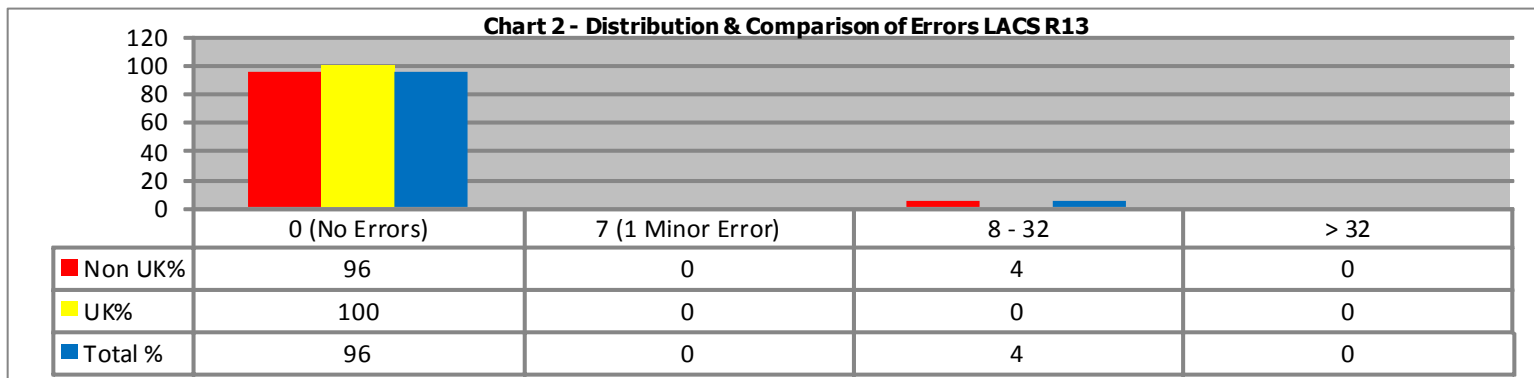 Chart 2 - Distribution & Comparison of Errors LACS R13
120
100
80
60
40
20
0
0 (No Errors) 7 (1 Minor Error) 8 - 32 > 32
Non UK% 96 0 4 0
UK% 100 0 0 0
Total % 96 0 4 0